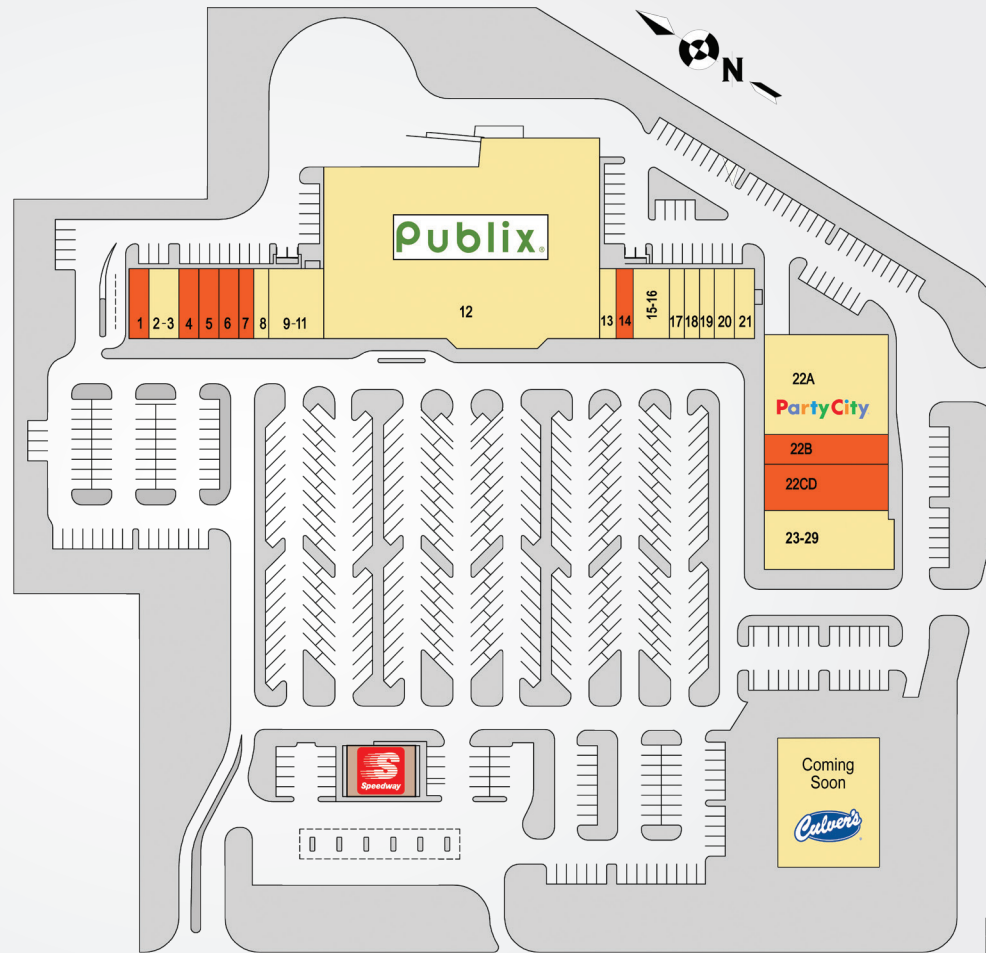 N
Publix
12
1
2-3
4
5
6
7
8
9-11
13
14
15-16
17
18
19
20
21
22A
Party City
22B
22CD
23-29
S
Speedway
Coming
Soon
Culver's